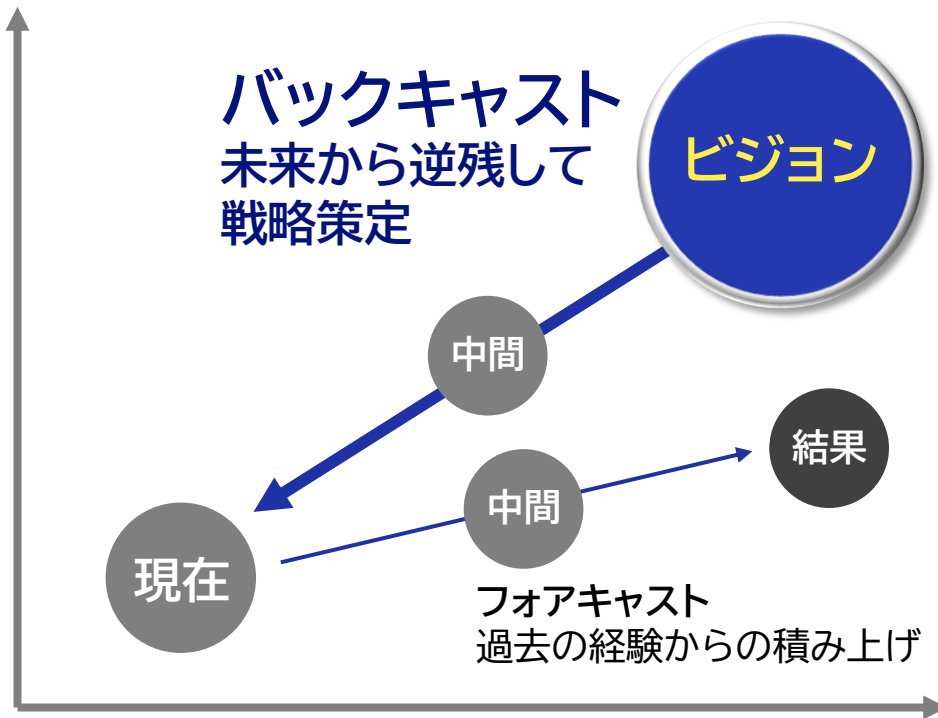 バックキャスト
未来から逆残して
戦略策定
ビジョン
中間
結果
中間
現在
フォアキャスト
過去の経験からの積み上げ